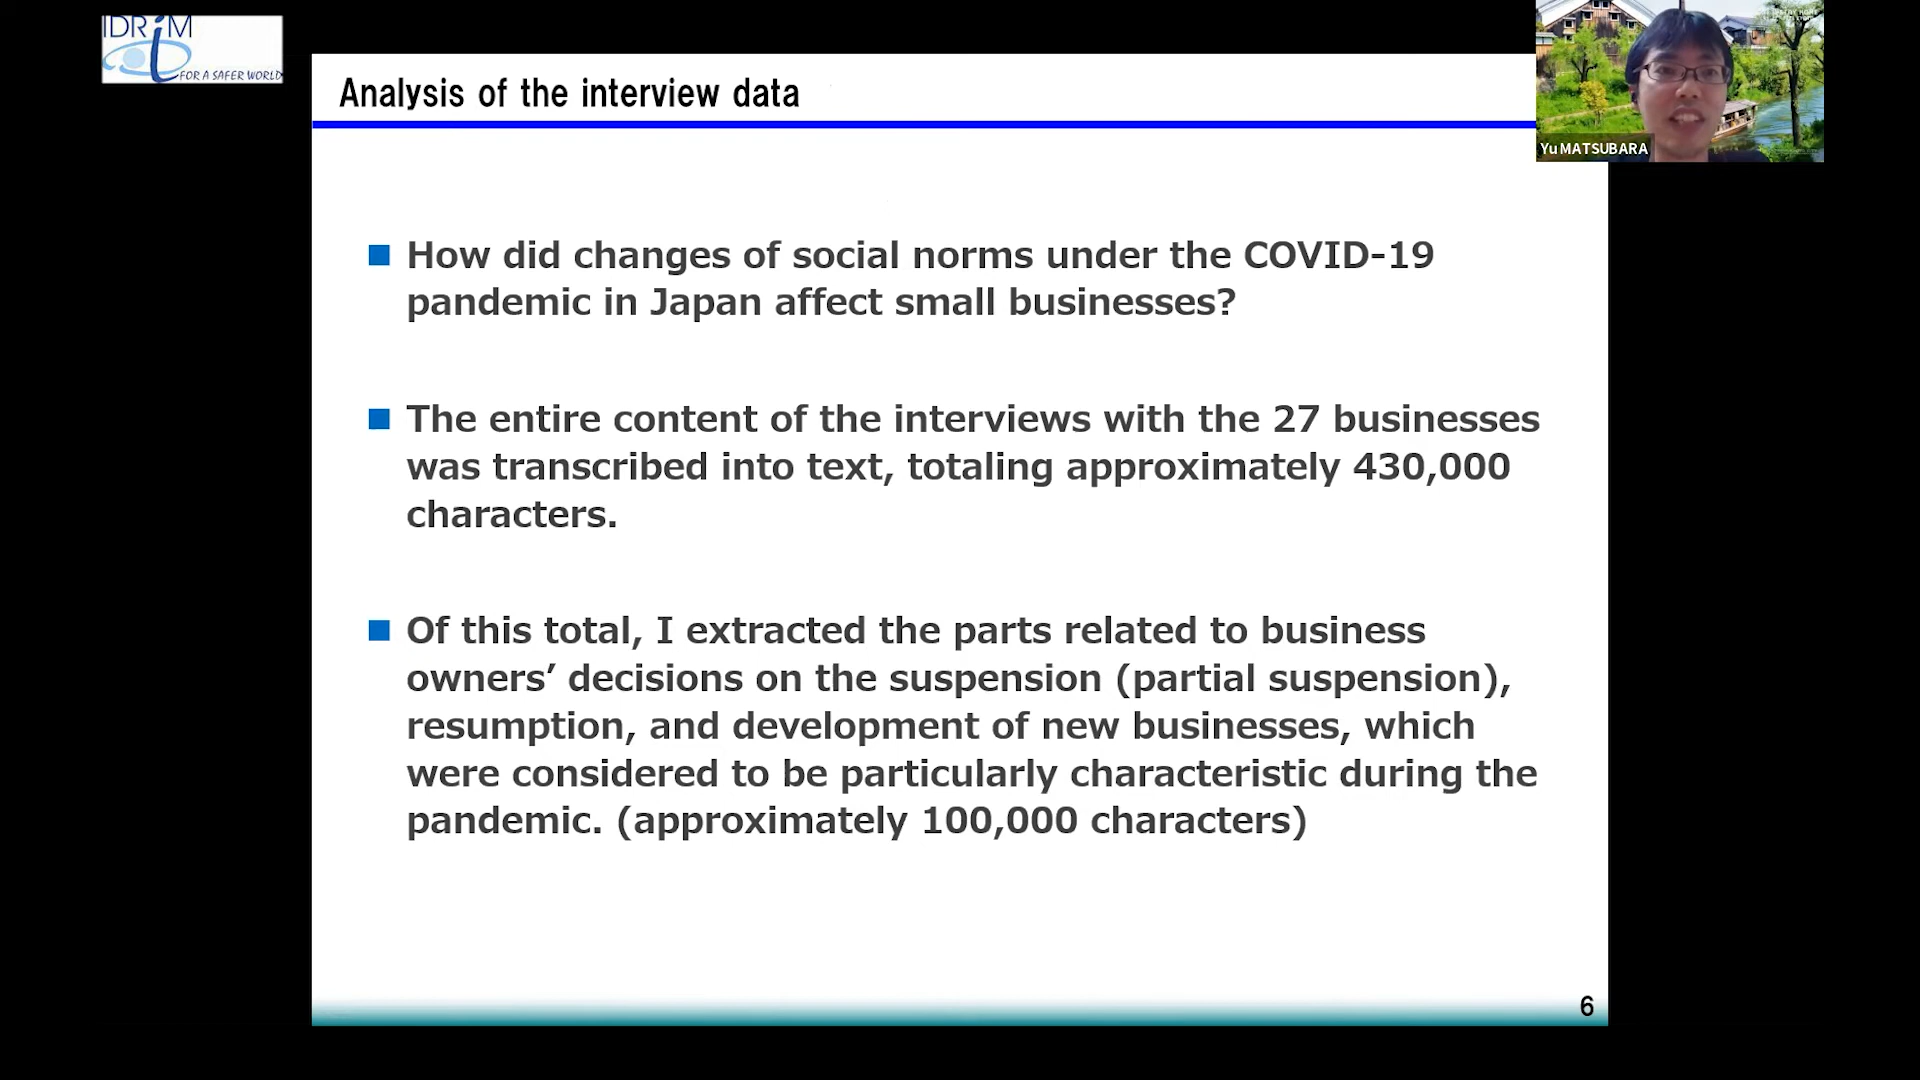 IDRiM
FOR A SAFER WORLD
Analysis of the interview data
Yu MATSUBARA
How did changes of social norms under the COVID-19
pandemic in Japan affect small businesses?
The entire content of the interviews with the 27 businesses
was transcribed into text, totaling approximately 430,000
characters.
Of this total, I extracted the parts related to business
owners’ decisions on the suspension (partial suspension),
resumption, and development of new businesses, which
were considered to be particularly characteristic during the
pandemic. (approximately 100,000 characters)
6